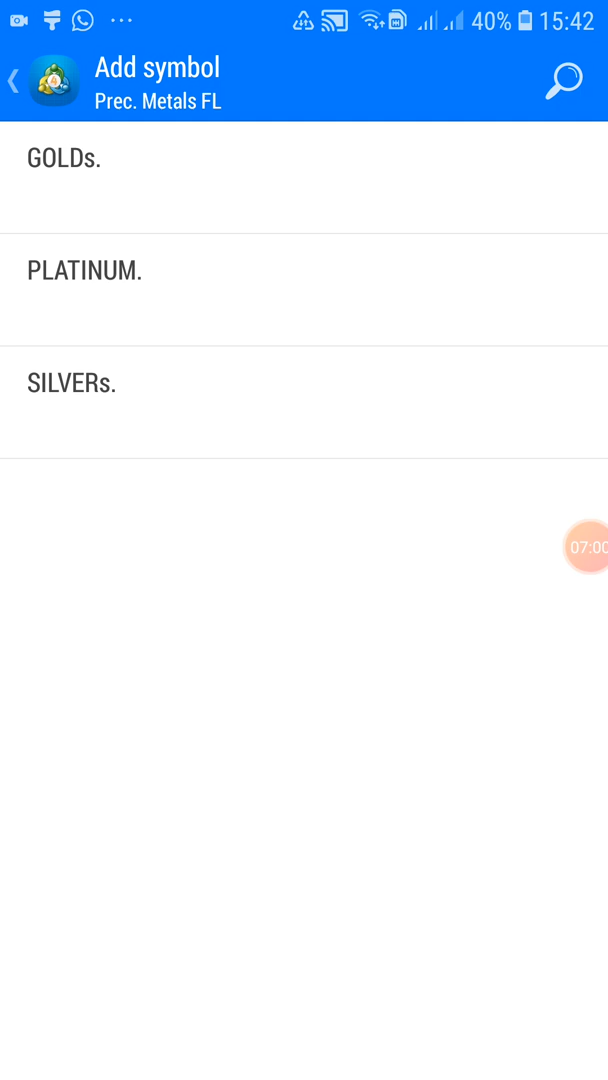 40% 15:42
Add symbol
Prec. Metals FL
GOLDs.
PLATINUM.
SILVERs.
07:00